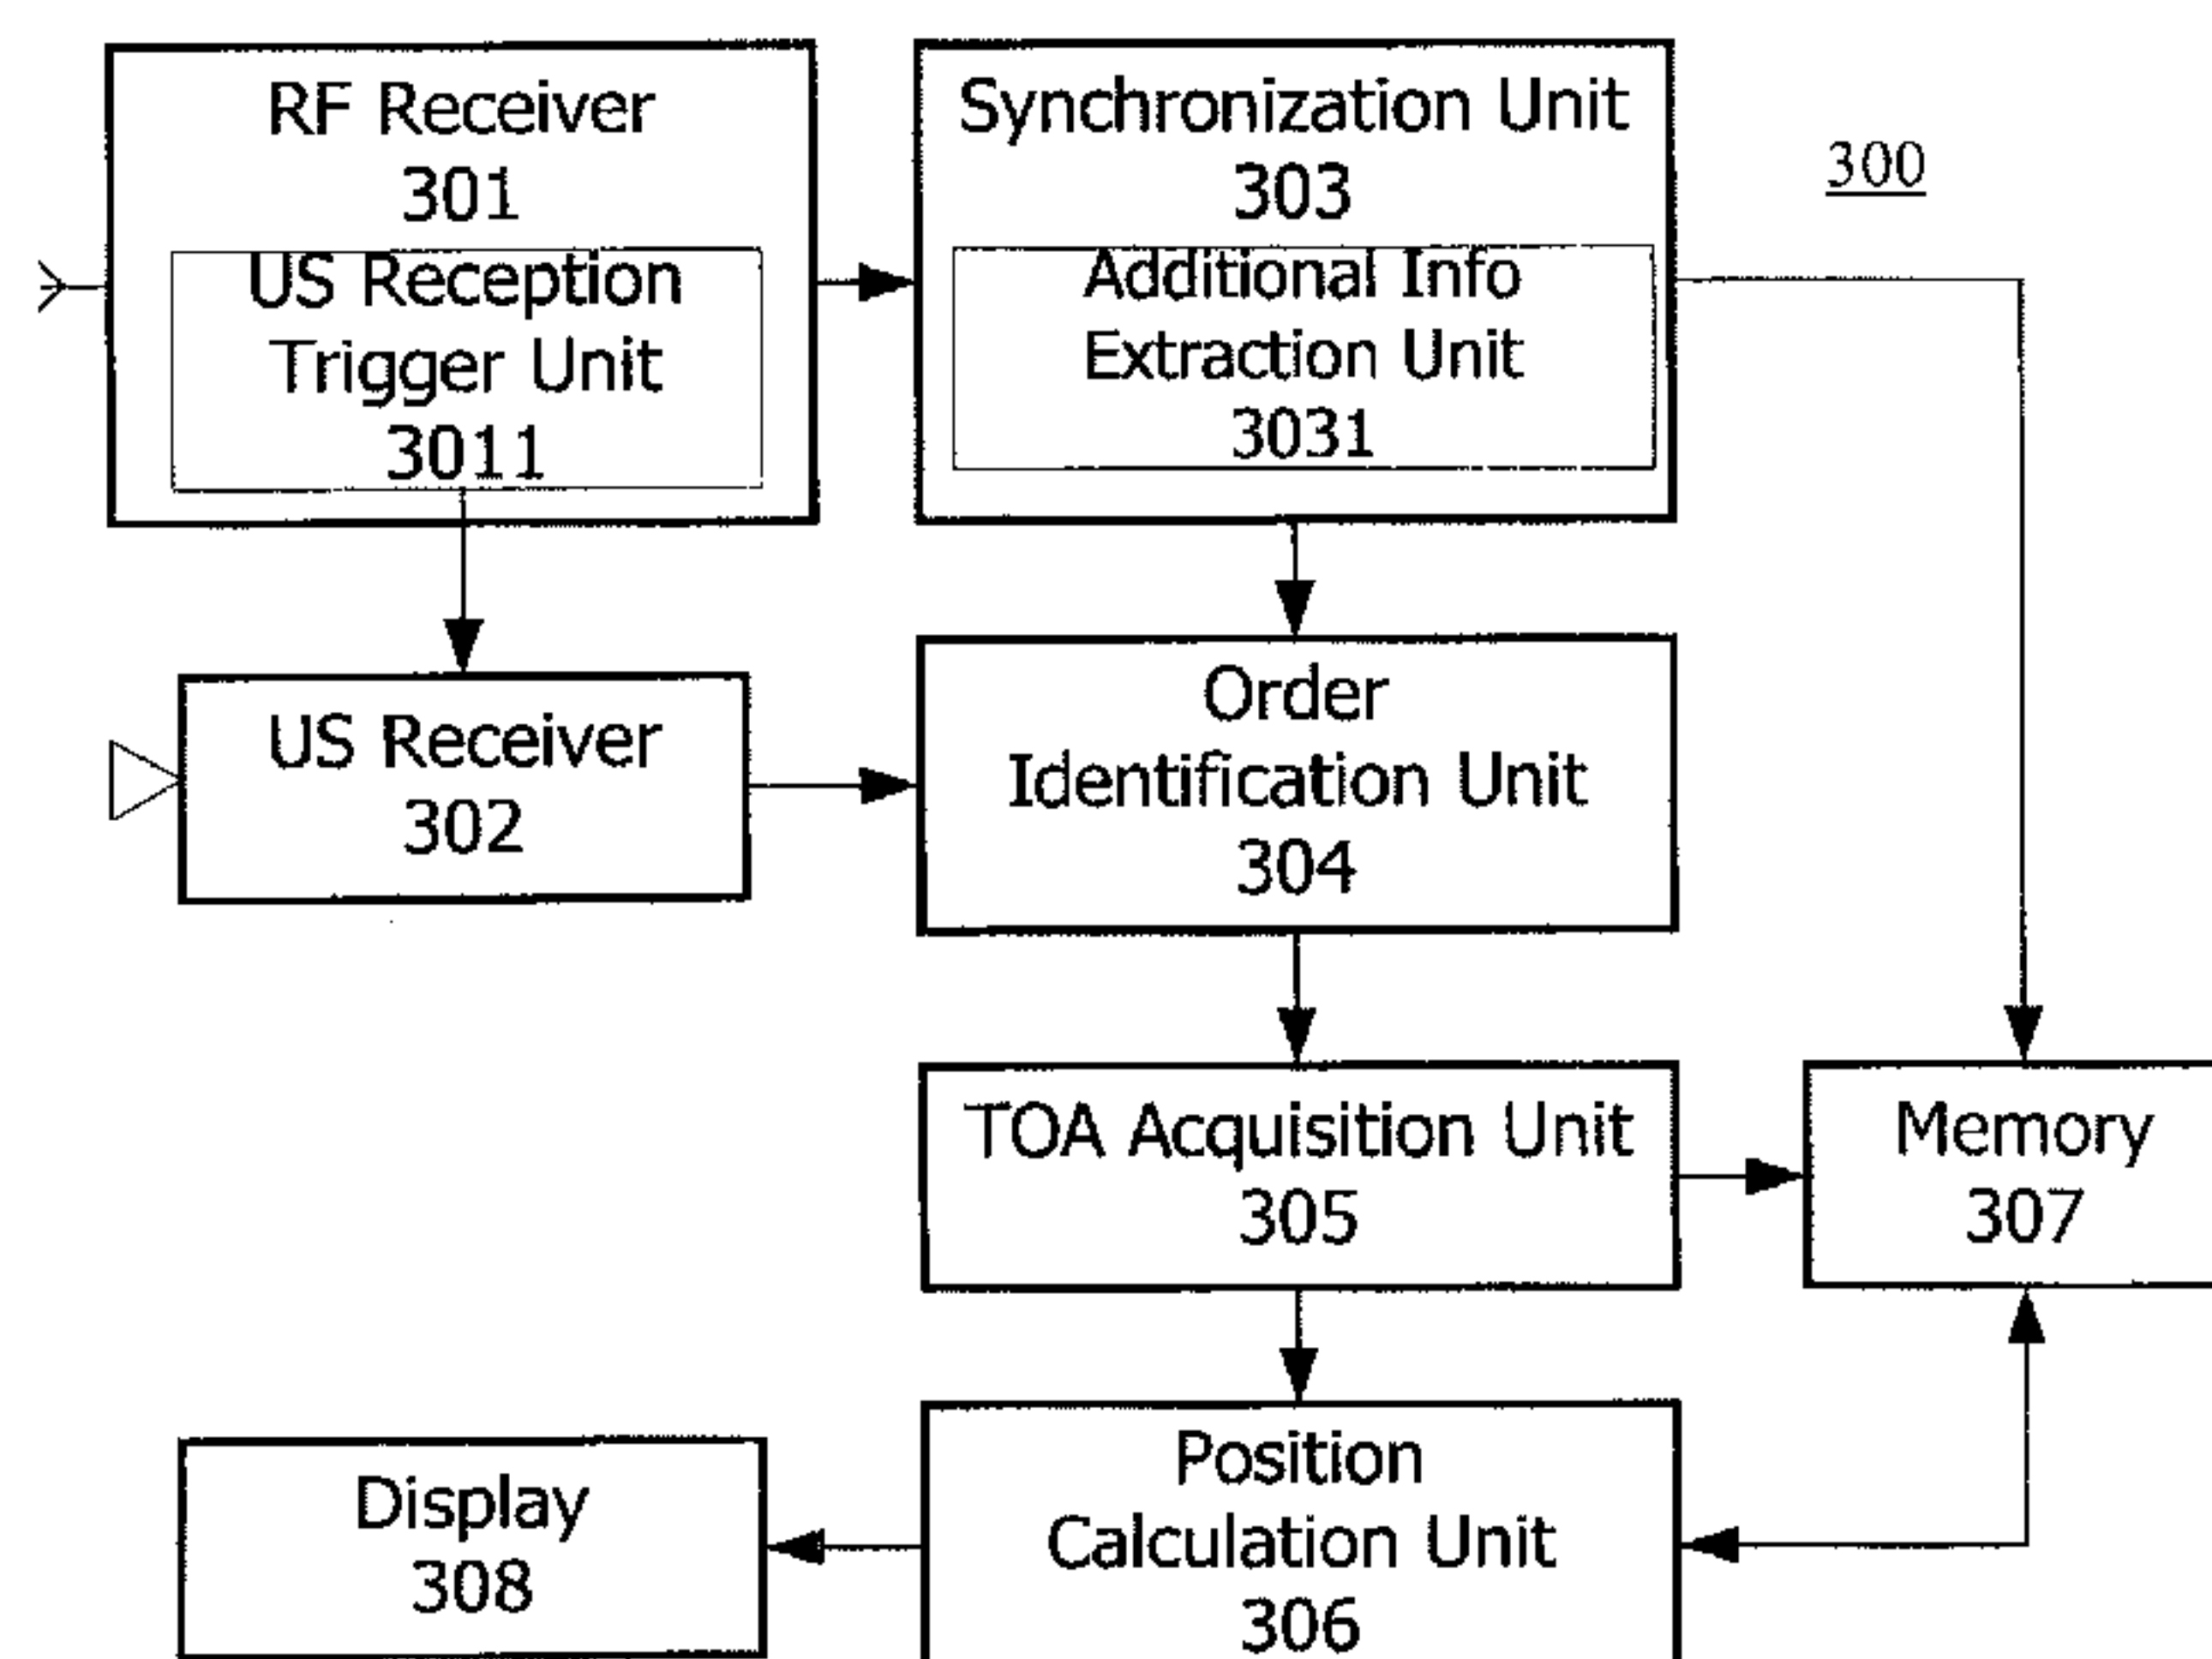 RF Receiver
301
US Reception
Trigger Unit
3011
Synchronization Unit
303
Additional Info
Extraction Unit
3031
300
US Receiver
302
Order
Identification Unit
304
TOA Acquisition Unit
305
Memory
307
Display
308
Position
Calculation Unit
306